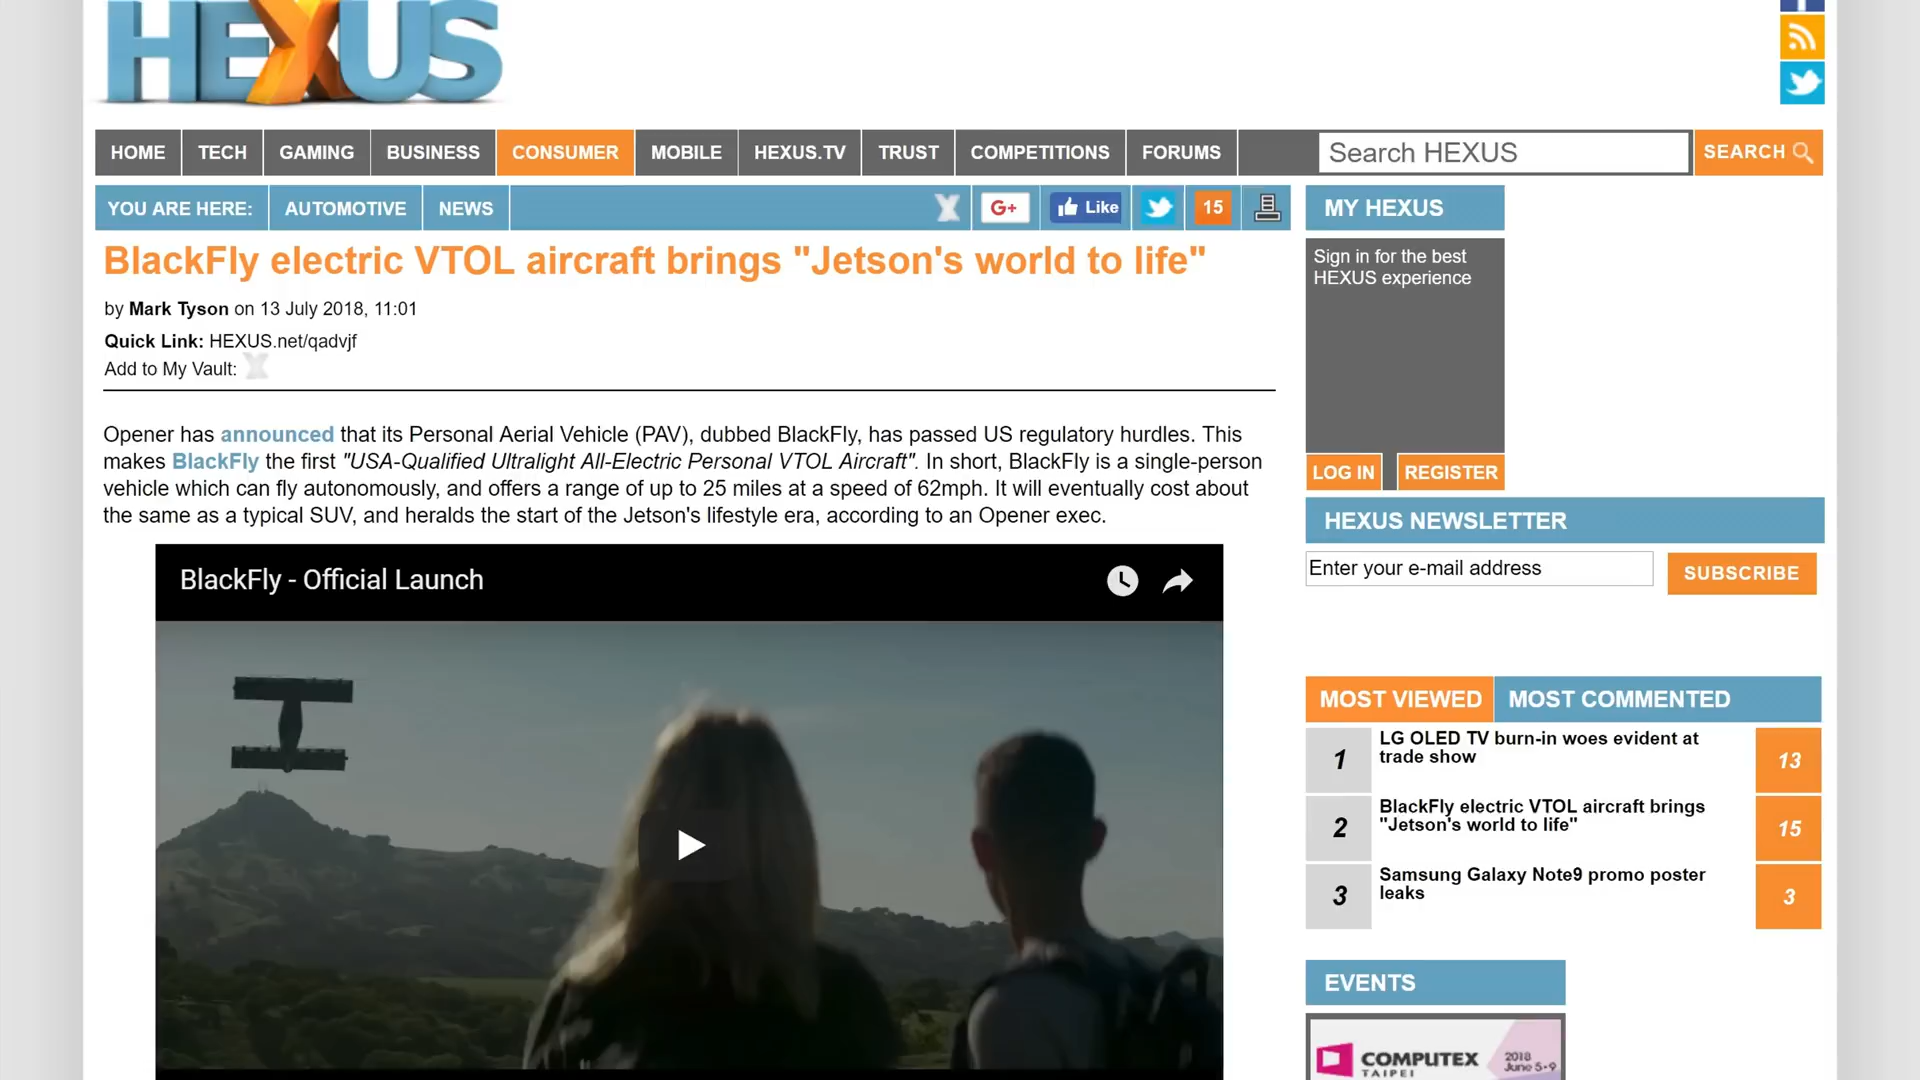 HEXUS
HOME TECH GAMING BUSINESS CONSUMER MOBILE HEXUS.TV TRUST COMPETITIONS FORUMS Search HEXUS SEARCH
YOU ARE HERE: AUTOMOTIVE NEWS G+ Like 15
MY HEXUS
BlackFly electric VTOL aircraft brings "Jetson's world to life"
by Mark Tyson on 13 July 2018, 11:01
Quick Link: HEXUS.net/qadvjf
Add to My Vault:
Opener has announced that its Personal Aerial Vehicle (PAV), dubbed BlackFly, has passed US regulatory hurdles. This
makes BlackFly the first "USA-Qualified Ultralight All-Electric Personal VTOL Aircraft". In short, BlackFly is a single-person
vehicle which can fly autonomously, and offers a range of up to 25 miles at a speed of 62mph. It will eventually cost about
the same as a typical SUV, and heralds the start of the Jetson's lifestyle era, according to an Opener exec.
BlackFly - Official Launch
Sign in for the best
HEXUS experience
LOG IN REGISTER
HEXUS NEWSLETTER
Enter your e-mail address SUBSCRIBE
MOST VIEWED MOST COMMENTED
1 LG OLED TV burn-in woes evident at
trade show 13
2 BlackFly electric VTOL aircraft brings
"Jetson's world to life" 15
3 Samsung Galaxy Note9 promo poster
leaks 3
EVENTS
COMPUTEX 2018
TAIPEI June 5-9